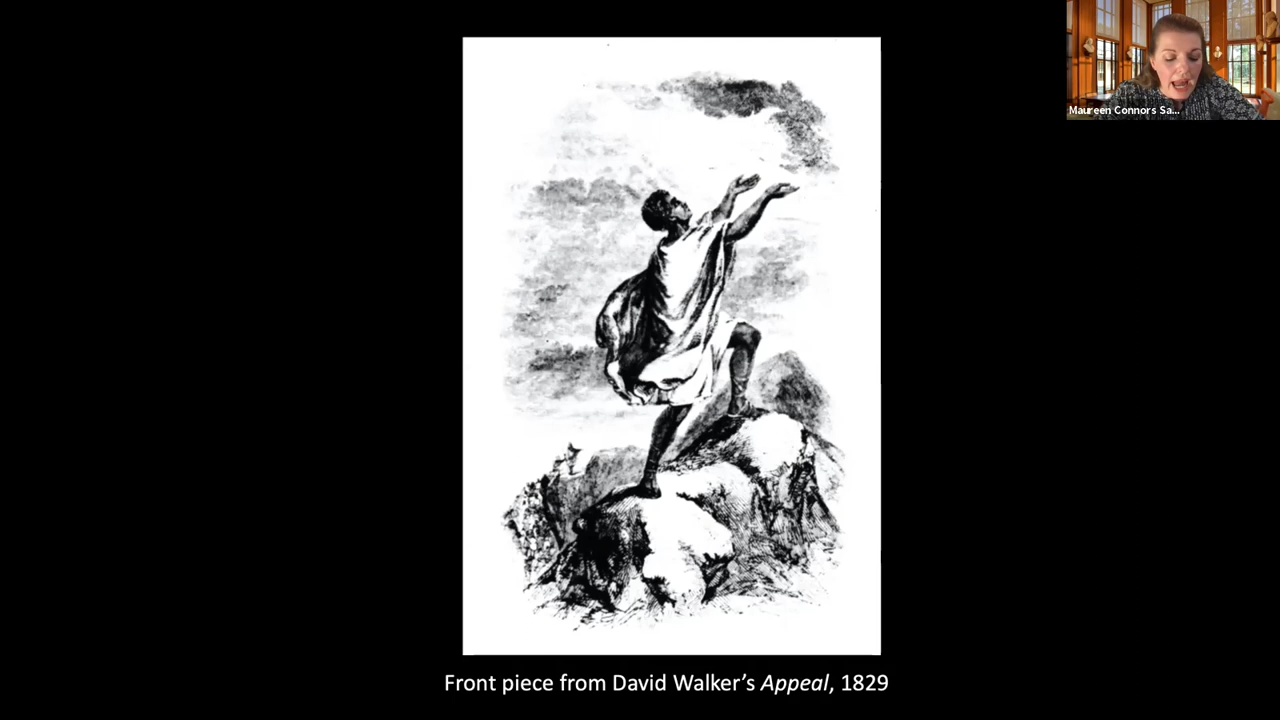 Maureen Connors Sa...
Front piece from David Walker’s Appeal, 1829